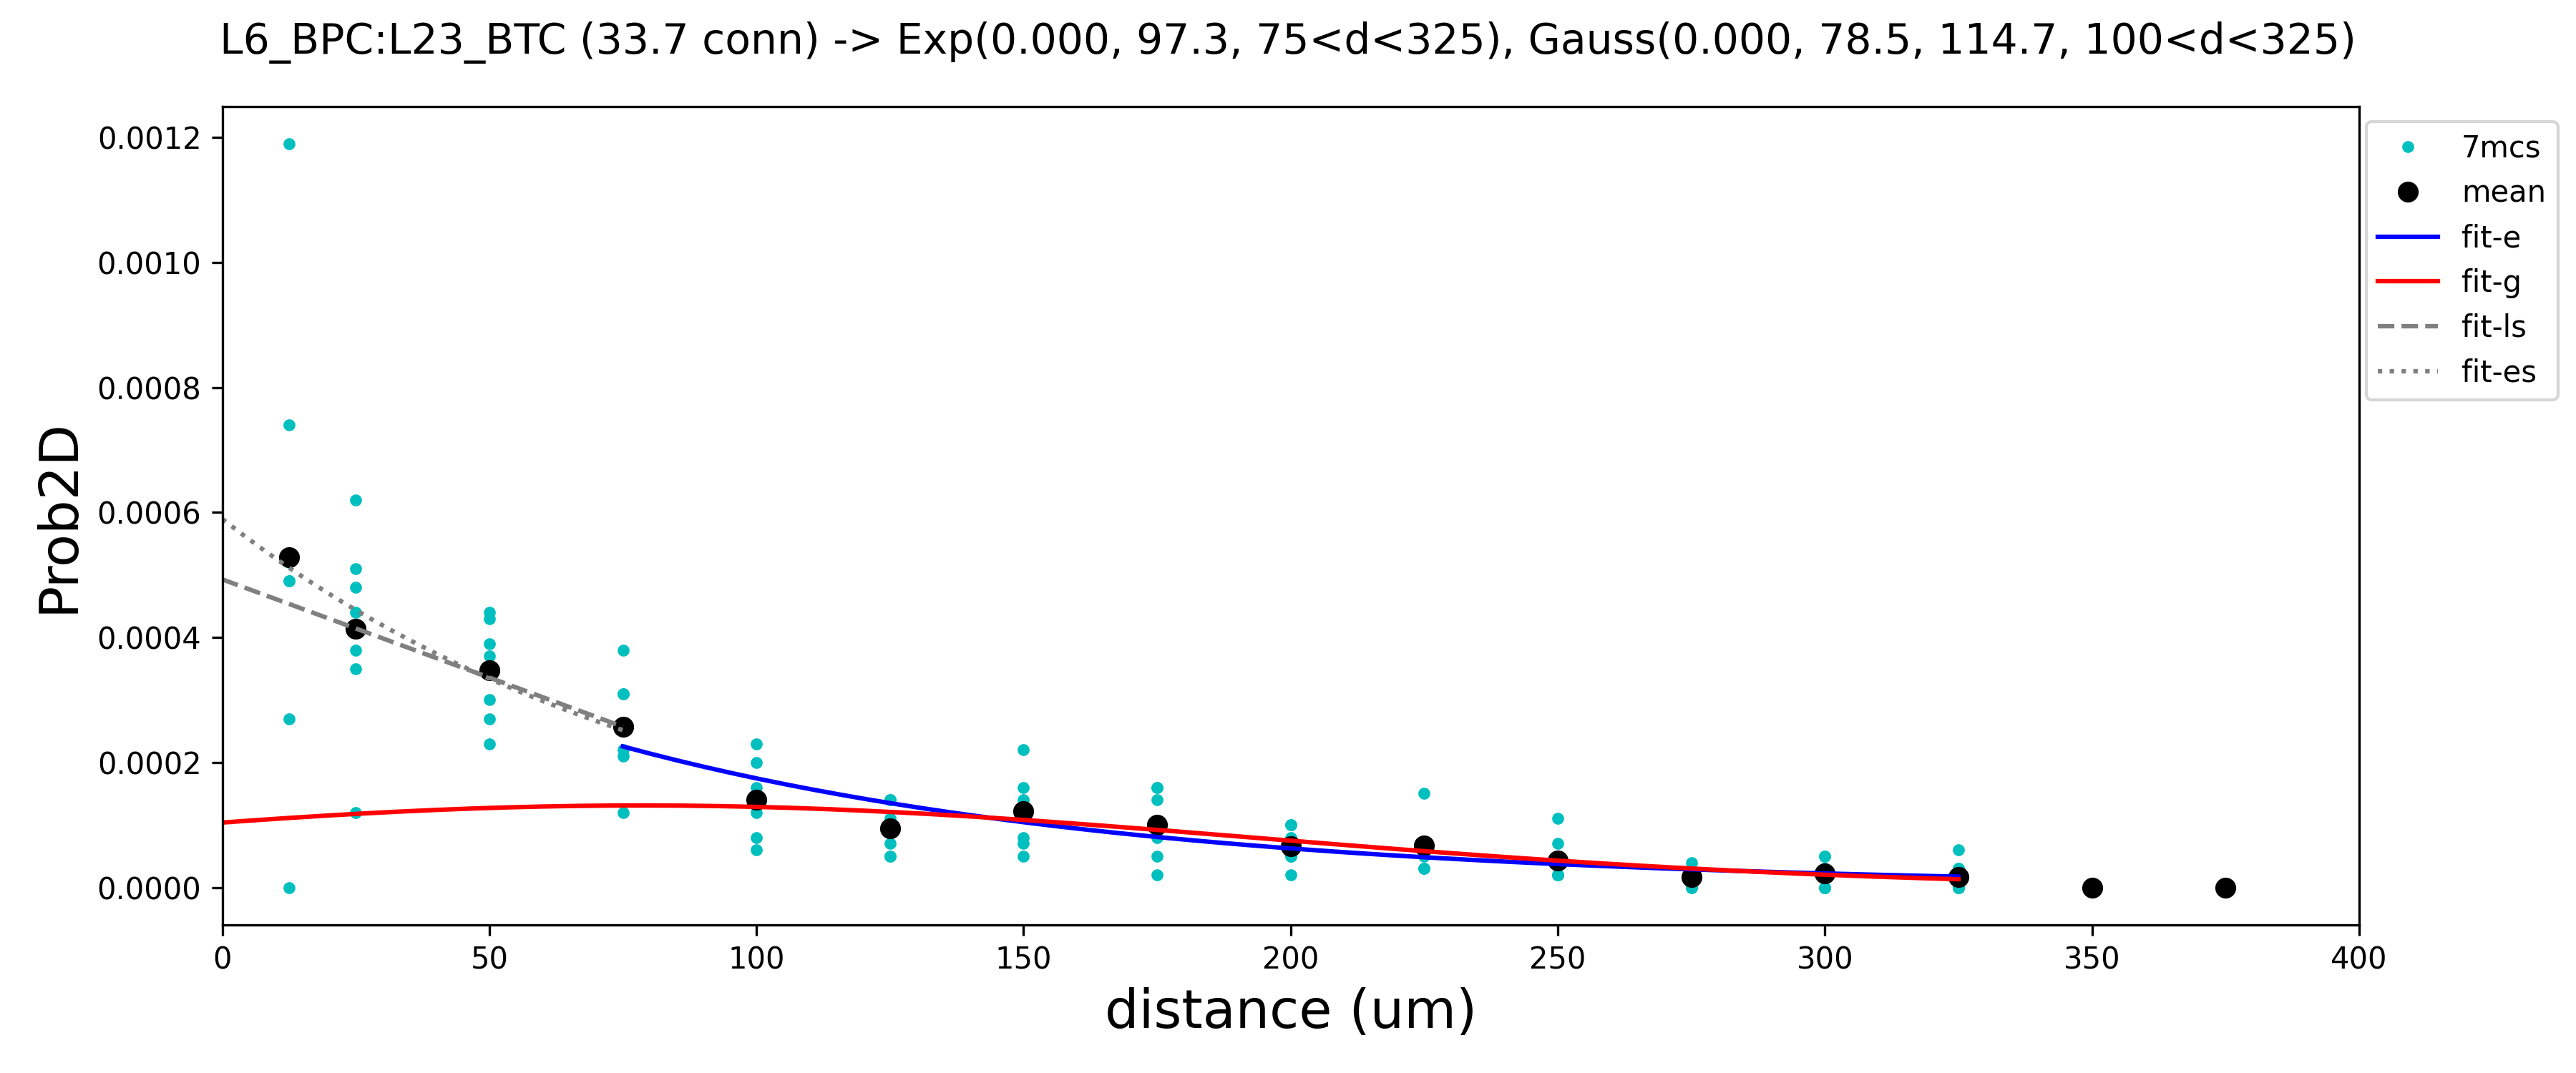 L6_BPC:L23_BTC (33.7 conn) -> Exp(0.000, 97.3, 75<d<325), Gauss(0.000, 78.5, 114.7, 100<d<325)
0.0012
0.0010
0.0008
0.0006
0.0004
0.0002
0.0000
Prob2D
0 50 100 150 200 250 300 350 400
distance (um)
7mcs
mean
fit-e
fit-g
fit-ls
fit-es